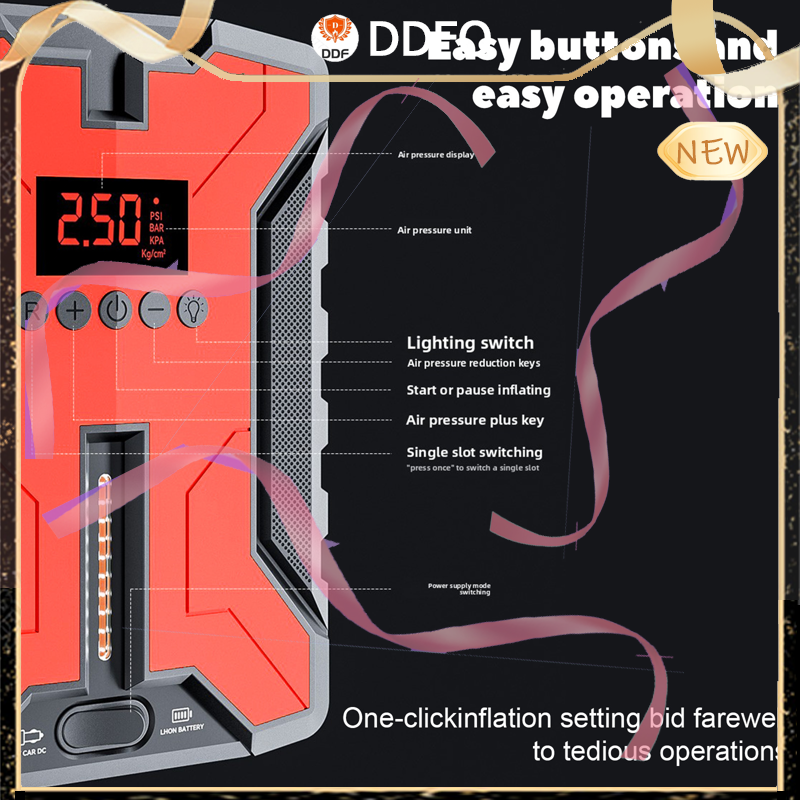 DDF
DDFO
Easy buttons and
easy operation
NEW
Air pressure display
2.50
PSI
BAR
KPA
Kg/cm²
Air pressure unit
R
Lighting switch
Air pressure reduction keys
Start or pause inflating
Air pressure plus key
Single slot switching
"press once" to switch a single slot
Power supply mode
switching
CAR DC
LHON BATTERY
One-clickinflation setting bid farewe
to tedious operations